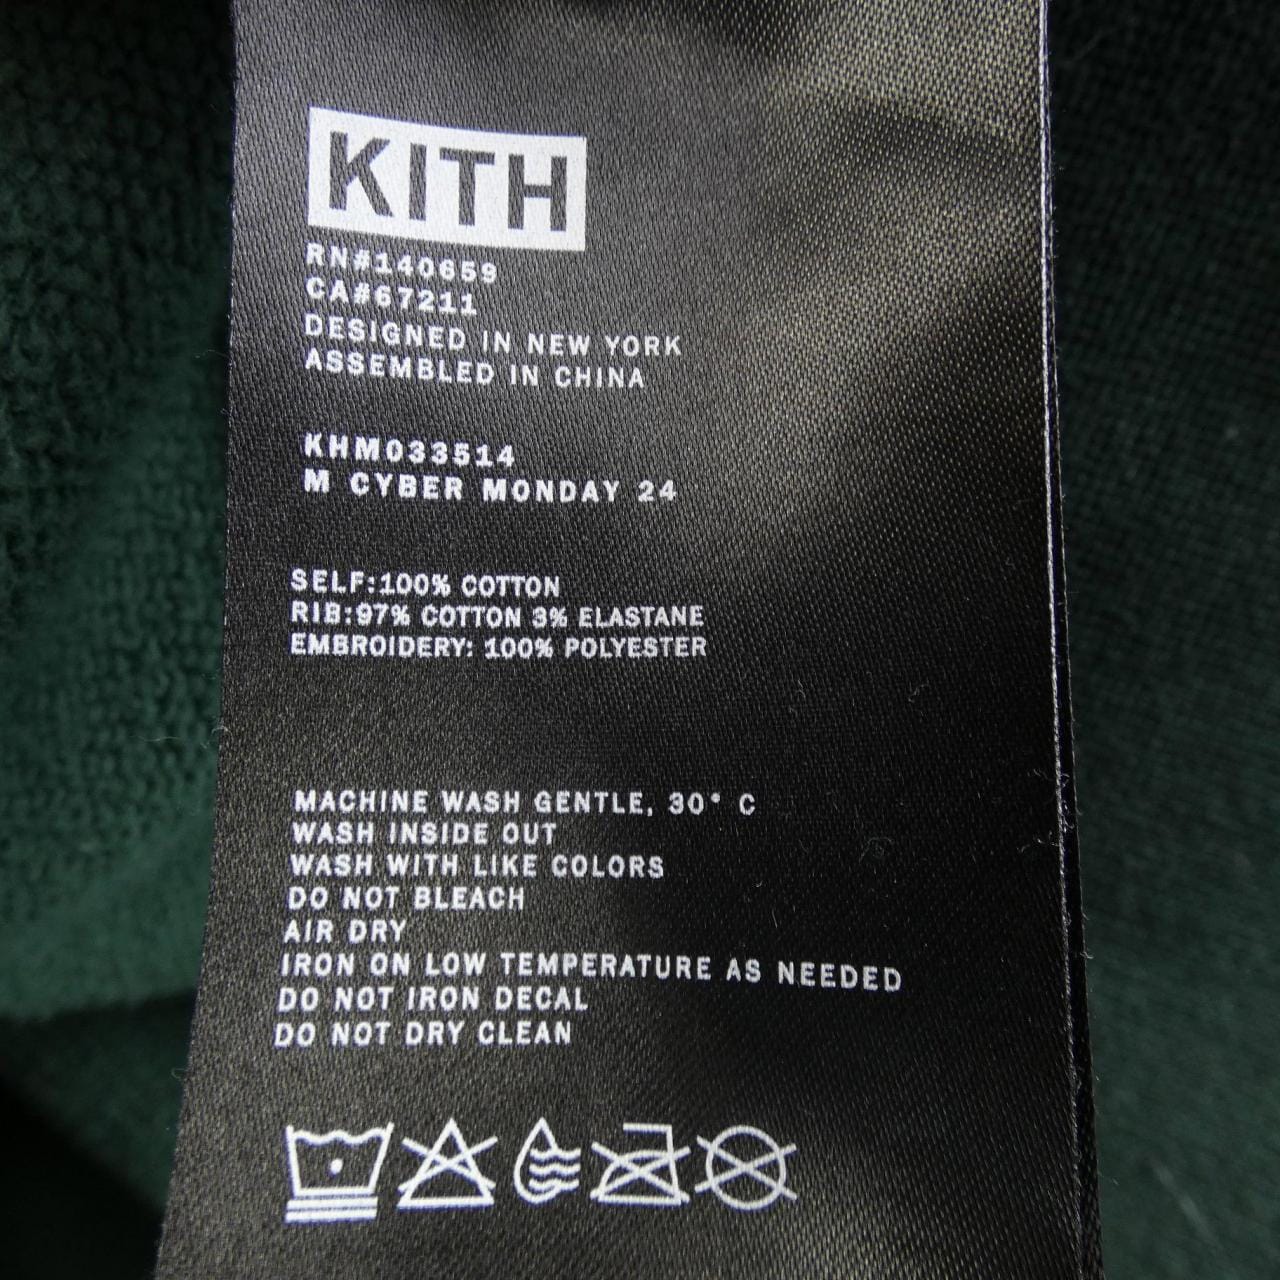 KITH
RN#140659
CA#67211
DESIGNED IN NEW YORK
ASSEMBLED IN CHINA
KHM033514
M CYBER MONDAY 24
SELF:100% COTTON
RIB:97% COTTON 3% ELASTANE
EMBROIDERY: 100% POLYESTER
MACHINE WASH GENTLE, 30° C
WASH INSIDE OUT
WASH WITH LIKE COLORS
DO NOT BLEACH
AIR DRY
IRON ON LOW TEMPERATURE AS NEEDED
DO NOT IRON DECAL
DO NOT DRY CLEAN